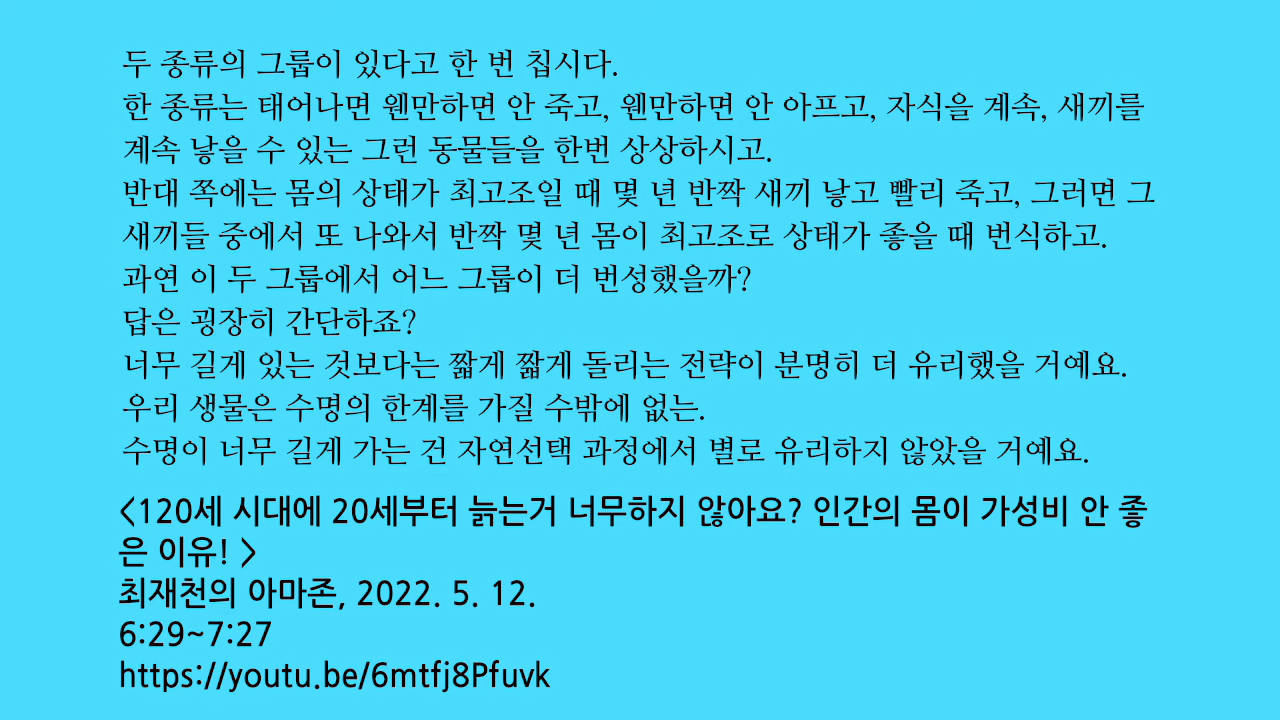 두 종류의 그룹이 있다고 한 번 칩시다.
한 종류는 태어나면 웬만하면 안 죽고, 웬만하면 안 아프고, 자식을 계속, 새끼를
계속 낳을 수 있는 그런 동물들을 한번 상상하시고.
반대 쪽에는 몸의 상태가 최고조일 때 몇 년 반짝 새끼 낳고 빨리 죽고, 그러면 그
새끼들 중에서 또 나와서 반짝 몇 년 몸이 최고조로 상태가 좋을 때 번식하고.
과연 이 두 그룹에서 어느 그룹이 더 번성했을까?
답은 굉장히 간단하죠?
너무 길게 있는 것보다는 짧게 짧게 돌리는 전략이 분명히 더 유리했을 거예요.
우리 생물은 수명의 한계를 가질 수밖에 없는.
수명이 너무 길게 가는 건 자연선택 과정에서 별로 유리하지 않았을 거예요.
<120세 시대에 20세부터 늙는거 너무하지 않아요? 인간의 몸이 가성비 안 좋
은 이유! >
최재천의 아마존, 2022. 5. 12.
6:29~7:27
https://youtu.be/6mtfj8Pfuvk